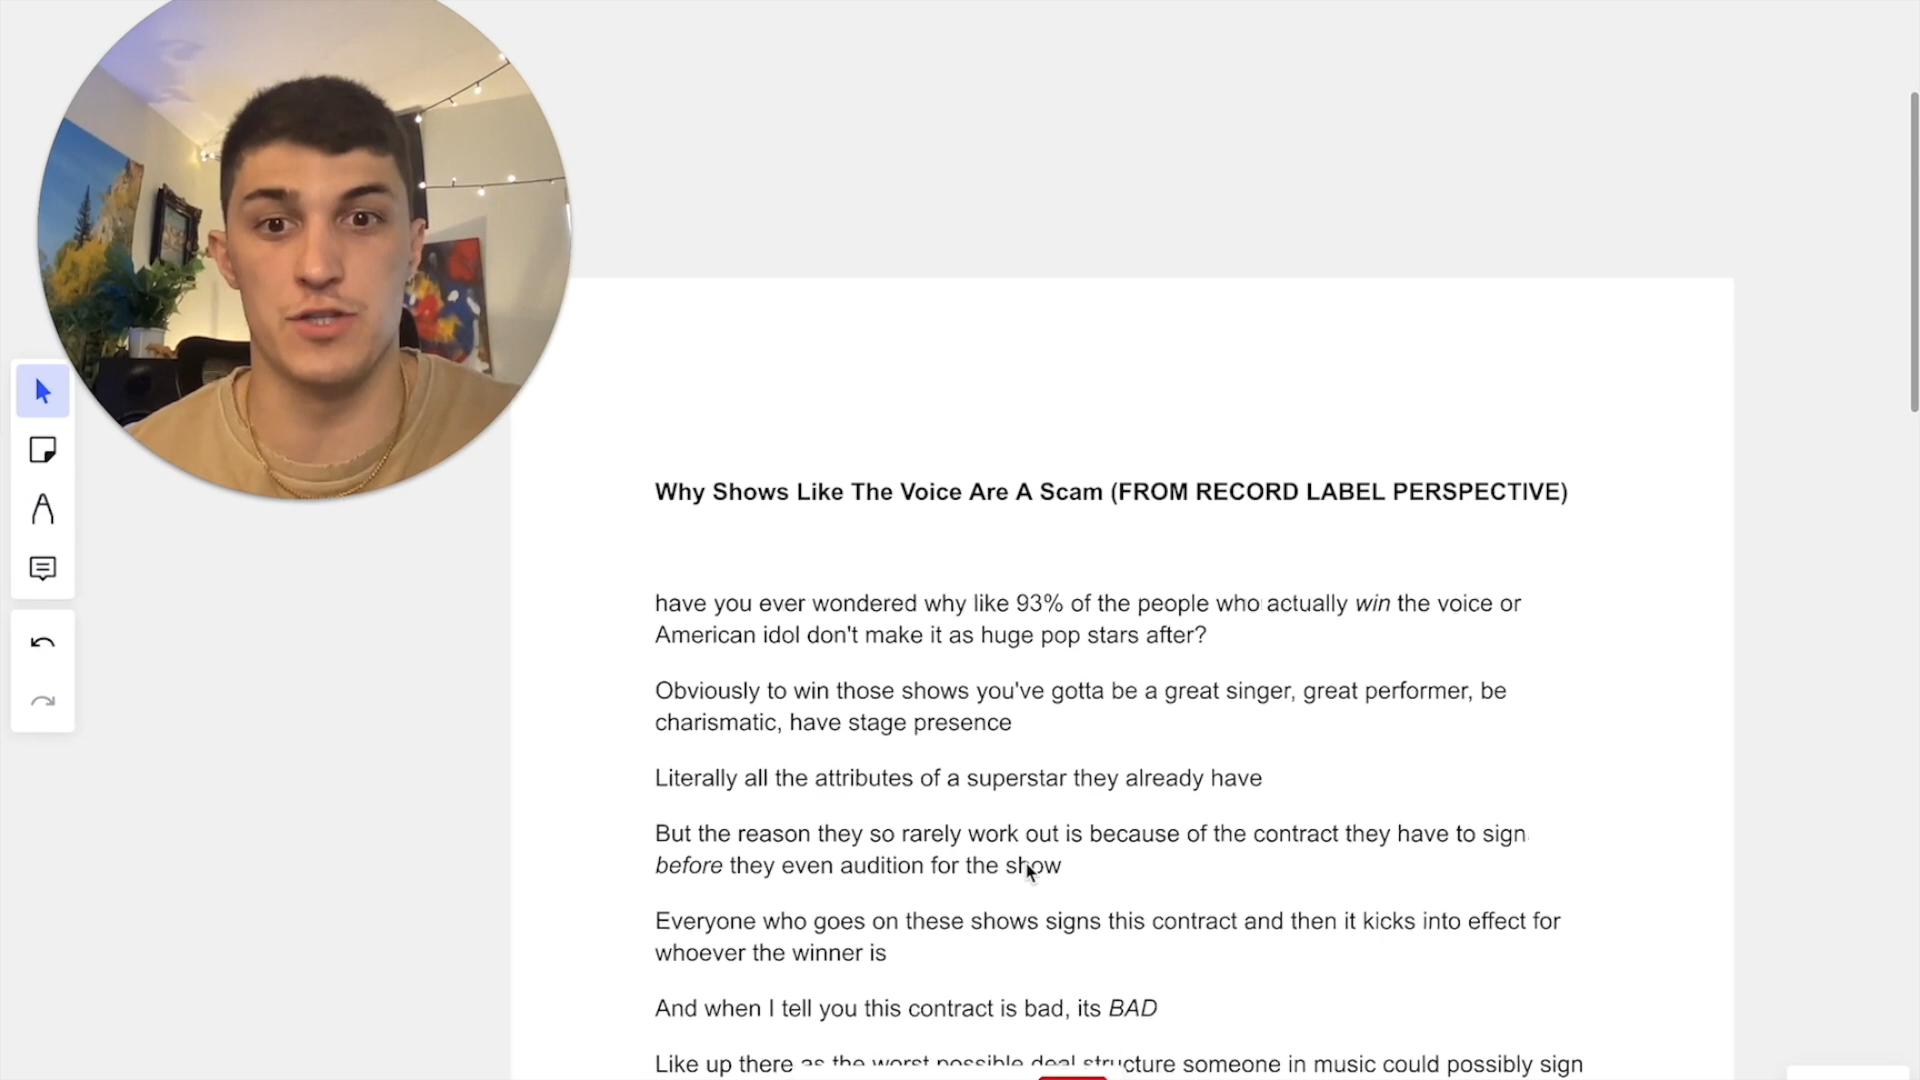 Why Shows Like The Voice Are A Scam (FROM RECORD LABEL PERSPECTIVE)
have you ever wondered why like 93% of the people who actually win the voice or
American idol don't make it as huge pop stars after?
Obviously to win those shows you've gotta be a great singer, great performer, be
charismatic, have stage presence
Literally all the attributes of a superstar they already have
But the reason they so rarely work out is because of the contract they have to sign
before they even audition for the show
Everyone who goes on these shows signs this contract and then it kicks into effect for
whoever the winner is
And when I tell you this contract is bad, its BAD
Like up there as the worst possible deal structure someone in music could possibly sign